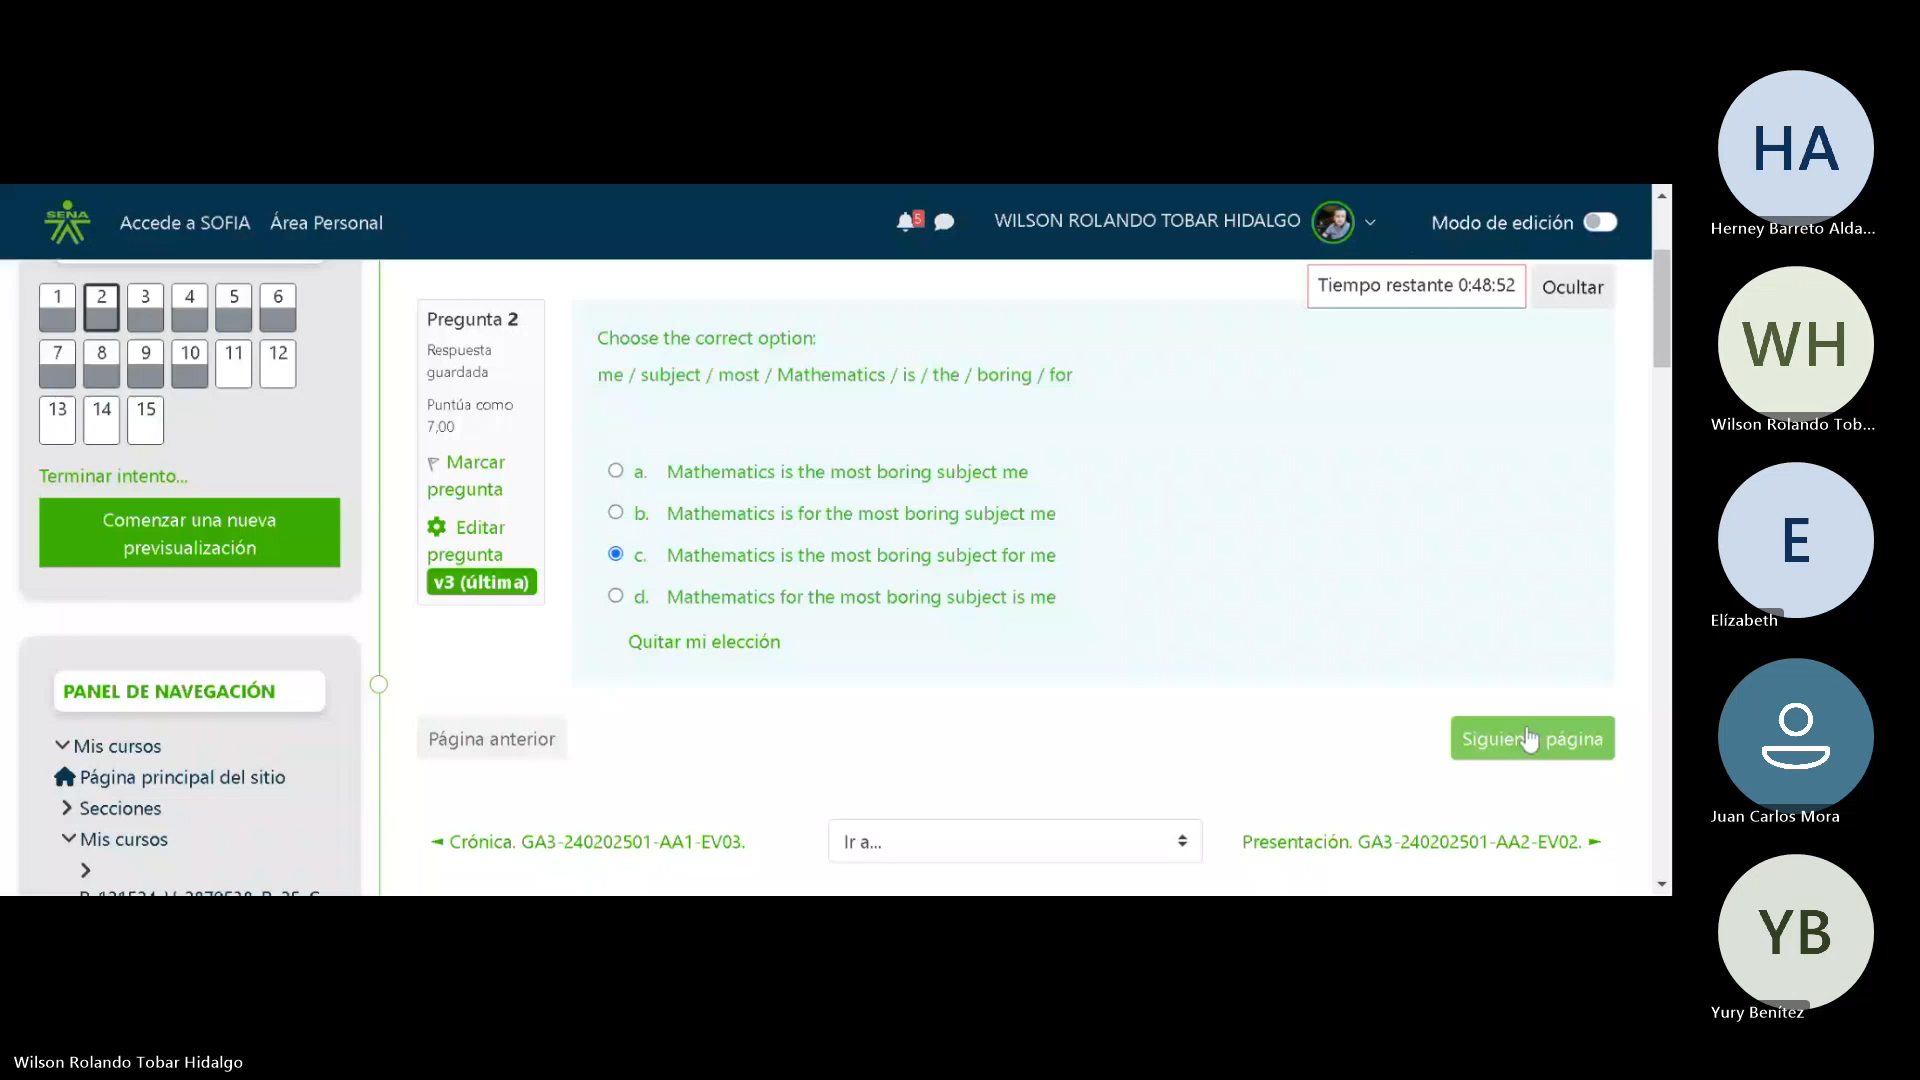 SENA
Accede a SOFIA
Área Personal
5
WILSON ROLANDO TOBAR HIDALGO
Modo de edición
1 2 3 4 5 6
7 8 9 10 11 12
13 14 15
Terminar intento...
Comenzar una nueva
previsualización
PANEL DE NAVEGACIÓN
Mis cursos
Página principal del sitio
Secciones
Mis cursos
Tiempo restante 0:48:52
Ocultar
Pregunta 2
Respuesta
guardada
Puntúa como
7,00
Marcar
pregunta
Editar
pregunta
v3 (última)
Choose the correct option:
me / subject / most / Mathematics / is / the / boring / for
a. Mathematics is the most boring subject me
b. Mathematics is for the most boring subject me
c. Mathematics is the most boring subject for me
d. Mathematics for the most boring subject is me
Quitar mi elección
Página anterior
página
◄ Crónica. GA3-240202501-AA1-EV03.
Ir a...
Presentación. GA3-240202501-AA2-EV02. ►
HA
Herney Barreto Alda...
WH
Wilson Rolando Tob...
E
Elízabeth
Juan Carlos Mora
YB
Yury Benítez
Wilson Rolando Tobar Hidalgo